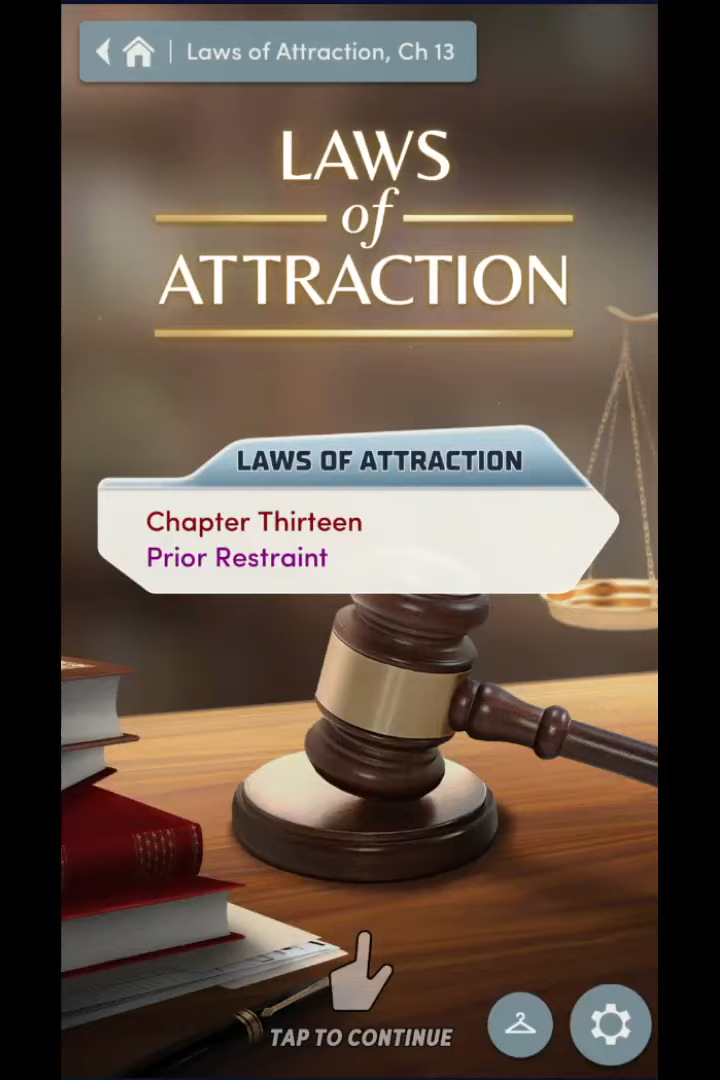 Laws of Attraction, Ch 13
LAWS
of
ATTRACTION
LAWS OF ATTRACTION
Chapter Thirteen
Prior Restraint
TAP TO CONTINUE